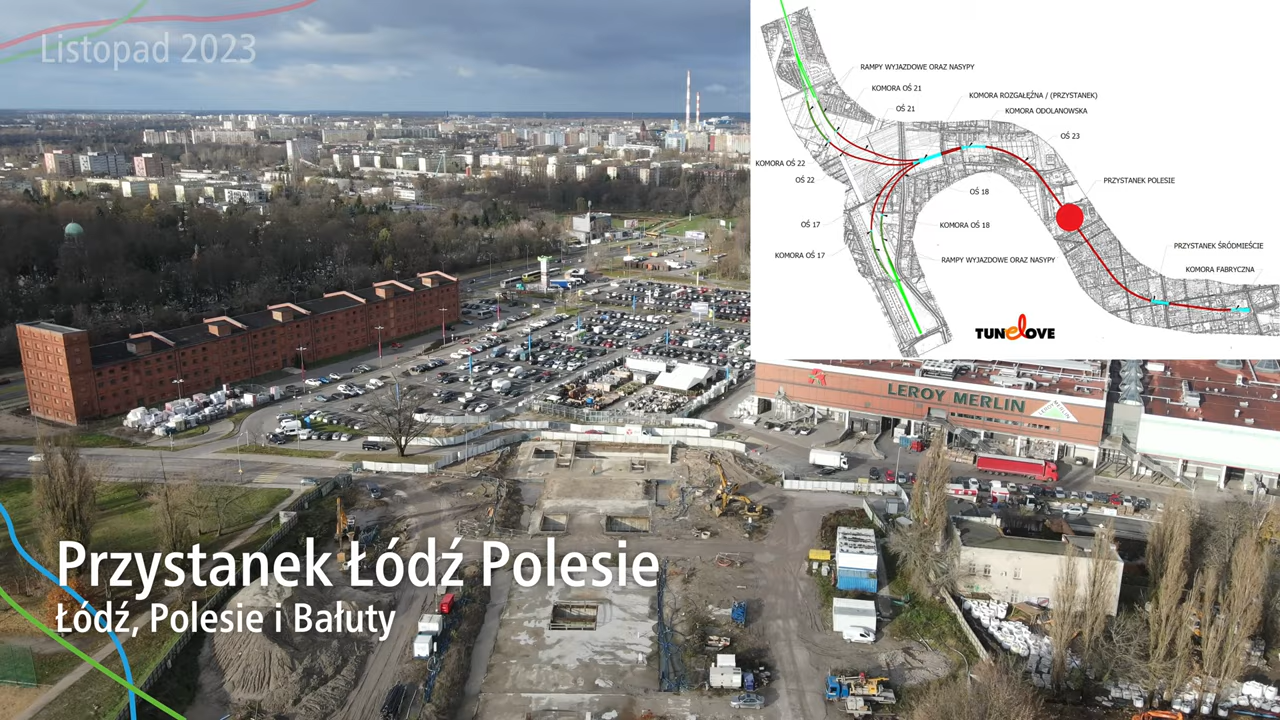 Listopad 2023
RAMPY WYJAZDOWE ORAZ NASYPY
KOMORA OŚ 21
OŚ 21
KOMORA ROZGAŁĘŹNA / (PRZYSTANEK)
KOMORA ODOLANOWSKA
OŚ 23
KOMORA OŚ 22
OŚ 22
OŚ 18
PRZYSTANEK POLESIE
OŚ 17
KOMORA OŚ 18
KOMORA OŚ 17
RAMPY WYJAZDOWE ORAZ NASYPY
PRZYSTANEK ŚRÓDMIEŚCIE
KOMORA FABRYCZNA
TUNELOVE
LEROY MERLIN
Przystanek Łódź Polesie
Łódź, Polesie i Bałuty